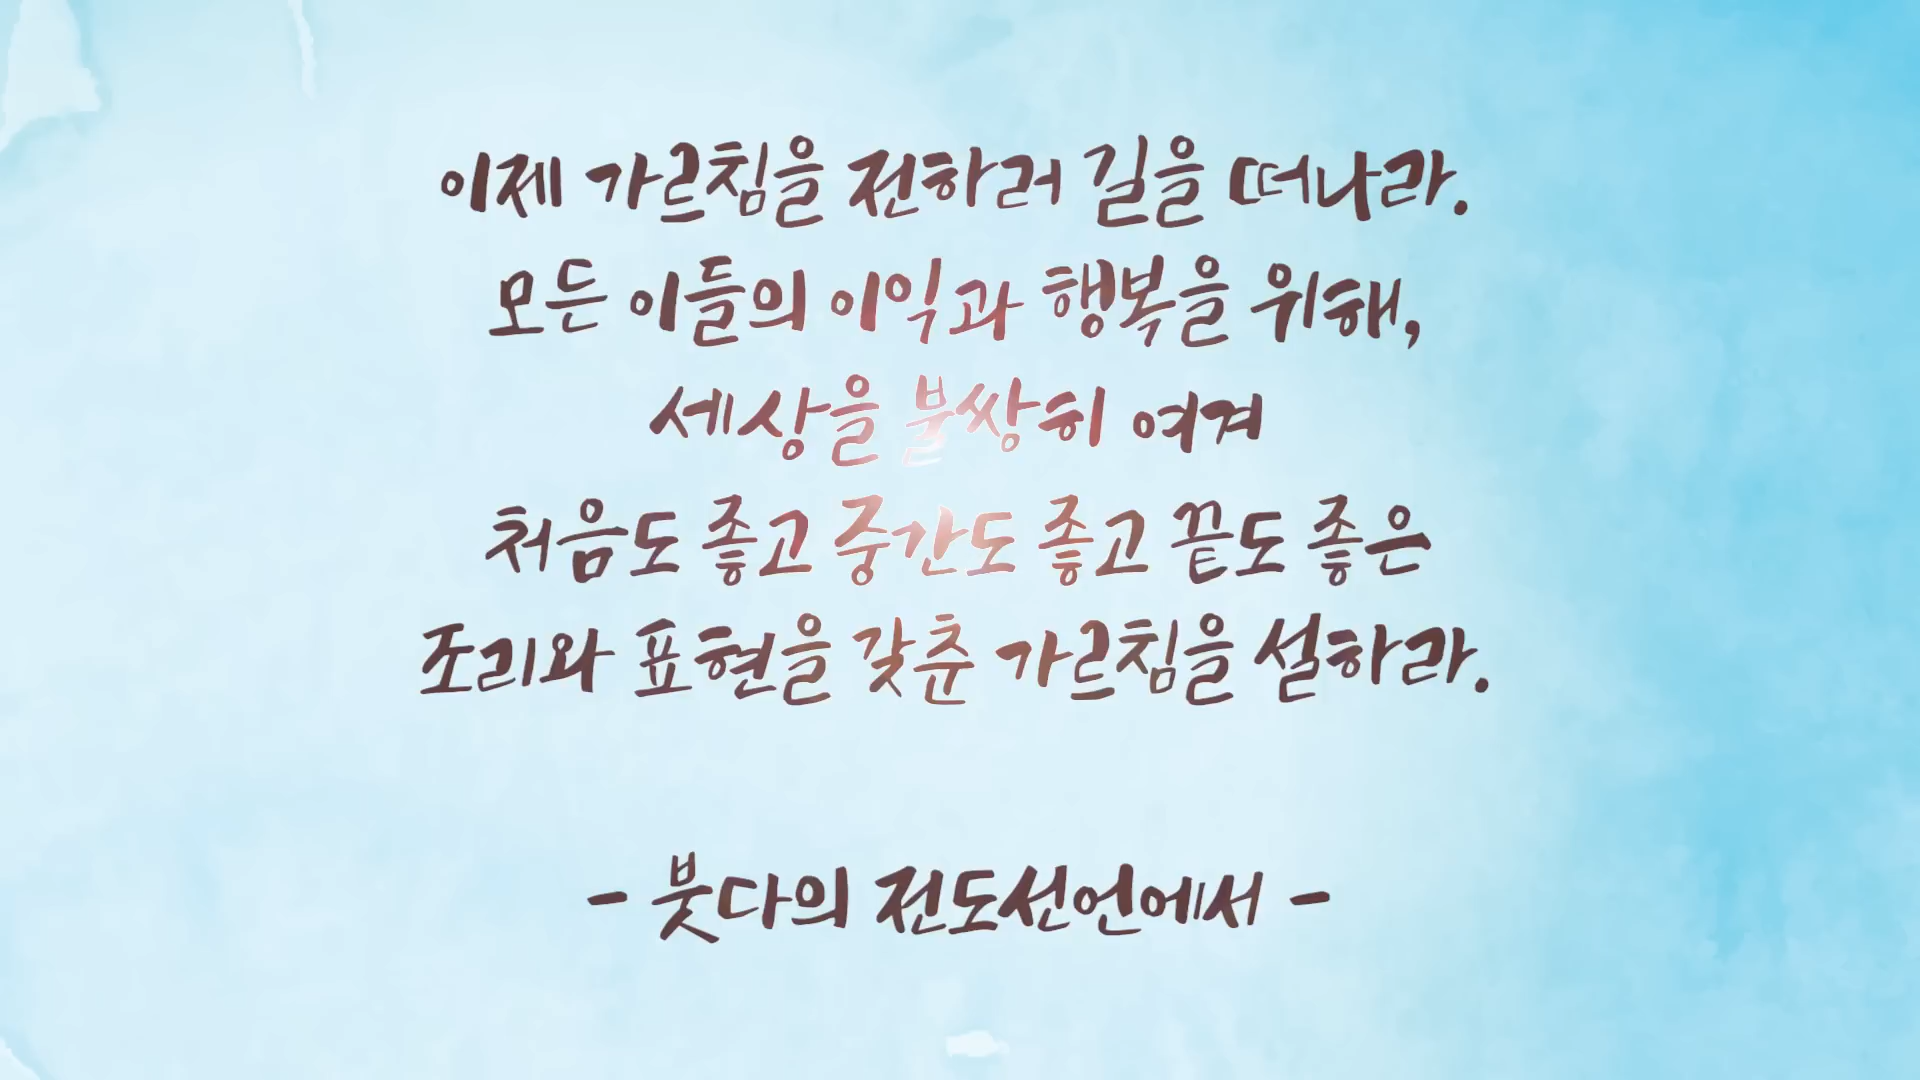 이제 가르침을 전하러 길을 떠나라.
모든 이들의 이익과 행복을 위해,
세상을 불쌍히 여겨
처음도 좋고 중간도 좋고 끝도 좋은
조리와 표현을 갖춘 가르침을 설하라.
- 붓다의 전도선언에서 -